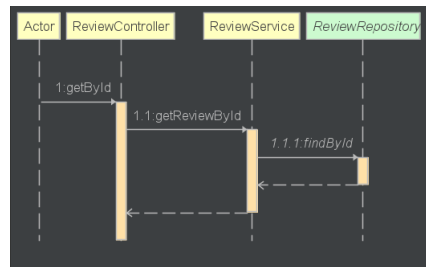 Actor
ReviewController
ReviewService
ReviewRepository
1:getById
1.1:getReviewById
1.1.1:findById